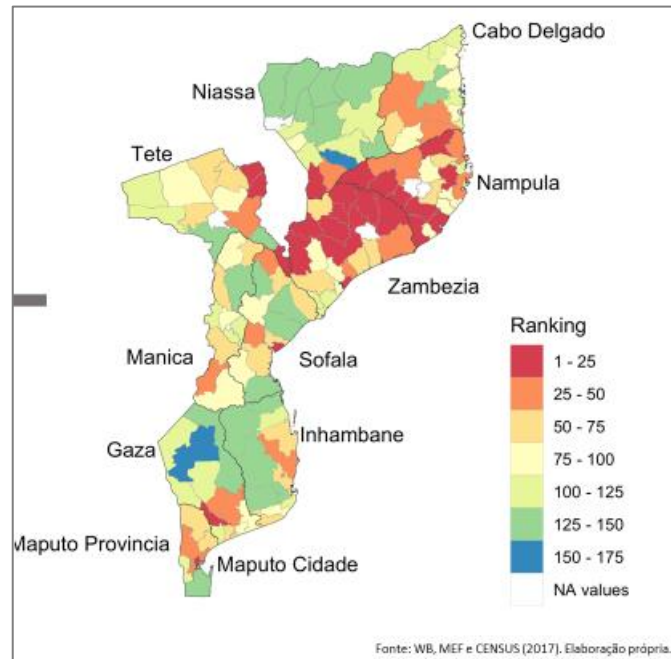 Cabo Delgado
Niassa
Tete
Nampula
Zambezia
Manica
Sofala
Gaza
Inhambane
Maputo Provincia
Maputo Cidade
Ranking
1 - 25
25 - 50
50 - 75
75 - 100
100 - 125
125 - 150
150 - 175
NA values
Fonte: WB, MEF e CENSUS (2017). Elaboração própria.